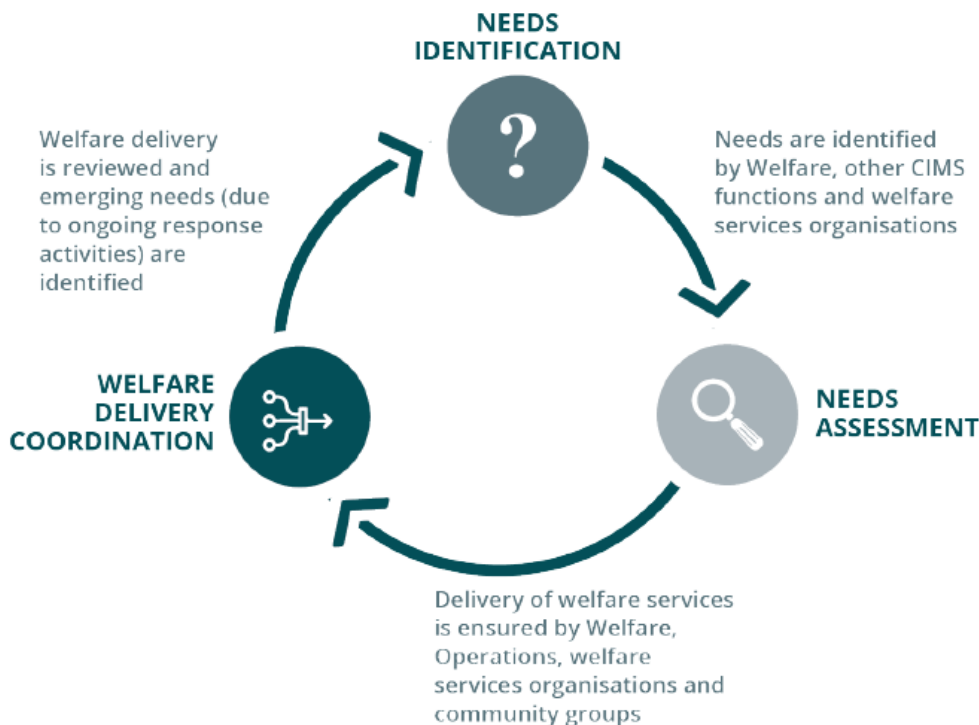 NEEDS
IDENTIFICATION
?
Welfare delivery
is reviewed and
emerging needs (due
to ongoing response
activities) are
identified
Needs are identified
by Welfare, other CIMS
functions and welfare
services organisations
WELFARE
DELIVERY
COORDINATION
NEEDS
ASSESSMENT
Delivery of welfare services
is ensured by Welfare,
Operations, welfare
services organisations and
community groups